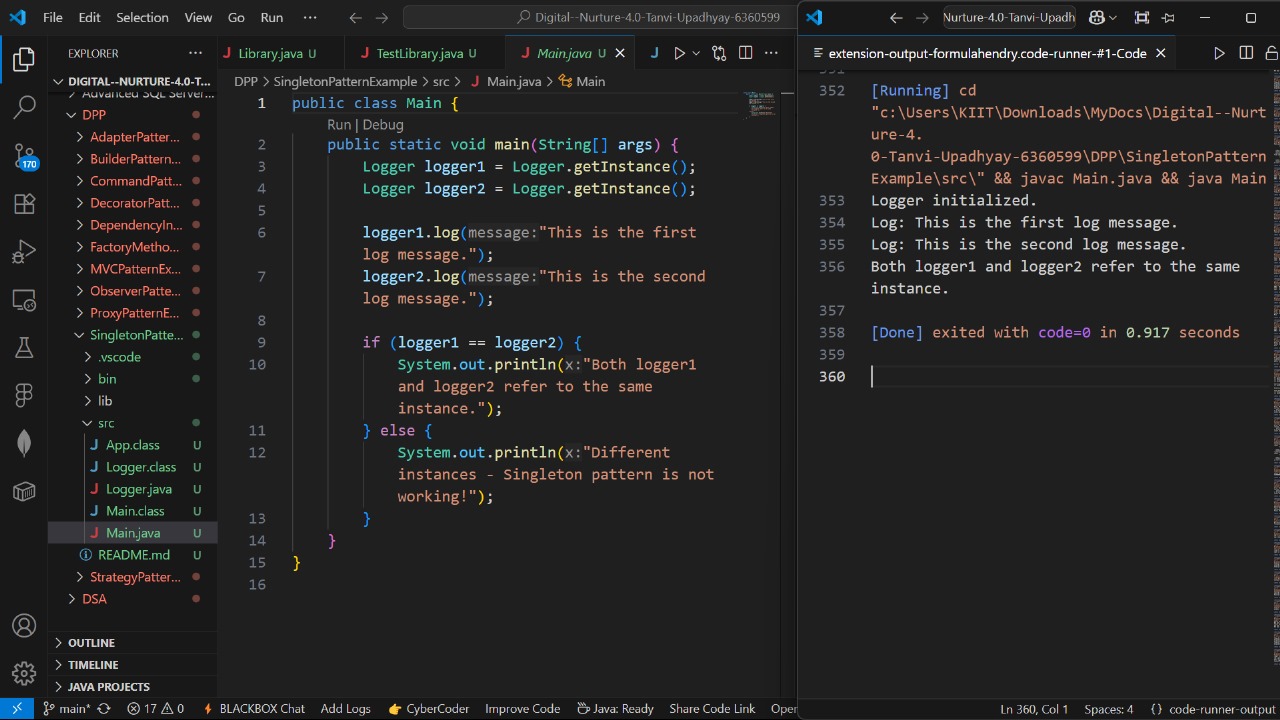 File Edit Selection View Go Run ··· Digital--Nurture-4.0-Tanvi-Upadhyay-6360599
EXPLORER ···
DIGITAL--NURTURE-4.0-T...
Advanced SQL Server...
DPP
AdapterPatter...
BuilderPattern...
CommandPatt...
DecoratorPatt...
DependencyIn...
FactoryMetho...
MVCPatternEx...
ObserverPatte...
ProxyPatternE...
SingletonPatte...
.vscode
bin
lib
src
App.class U
Logger.class U
Logger.java U
Main.class U
Main.java U
README.md U
StrategyPatter...
DSA
OUTLINE
TIMELINE
JAVA PROJECTS
170
Library.java U TestLibrary.java U Main.java U
DPP > SingletonPatternExample > src > Main.java > Main
1 public class Main {
Run | Debug
2 public static void main(String[] args) {
3 Logger logger1 = Logger.getInstance();
4 Logger logger2 = Logger.getInstance();
5
6 logger1.log(message:"This is the first
log message.");
7 logger2.log(message:"This is the second
log message.");
8
9 if (logger1 == logger2) {
10 System.out.println(x:"Both logger1
and logger2 refer to the same
instance.");
11 } else {
12 System.out.println(x:"Different
instances - Singleton pattern is not
working!");
13 }
14 }
15 }
16
main* 17 0 BLACKBOX Chat Add Logs CyberCoder Improve Code Java: Ready Share Code Link Open
Nurture-4.0-Tanvi-Upadh
extension-output-formulahendry.code-runner-#1-Code
351
352 [Running] cd
"c:\Users\KIIT\Downloads\MyDocs\Digital--Nurt
ure-4.
0-Tanvi-Upadhyay-6360599\DPP\SingletonPattern
Example\src\" && javac Main.java && java Main
353 Logger initialized.
354 Log: This is the first log message.
355 Log: This is the second log message.
356 Both logger1 and logger2 refer to the same
instance.
357
358 [Done] exited with code=0 in 0.917 seconds
359
360
Ln 360, Col 1 Spaces: 4 {} code-runner-output